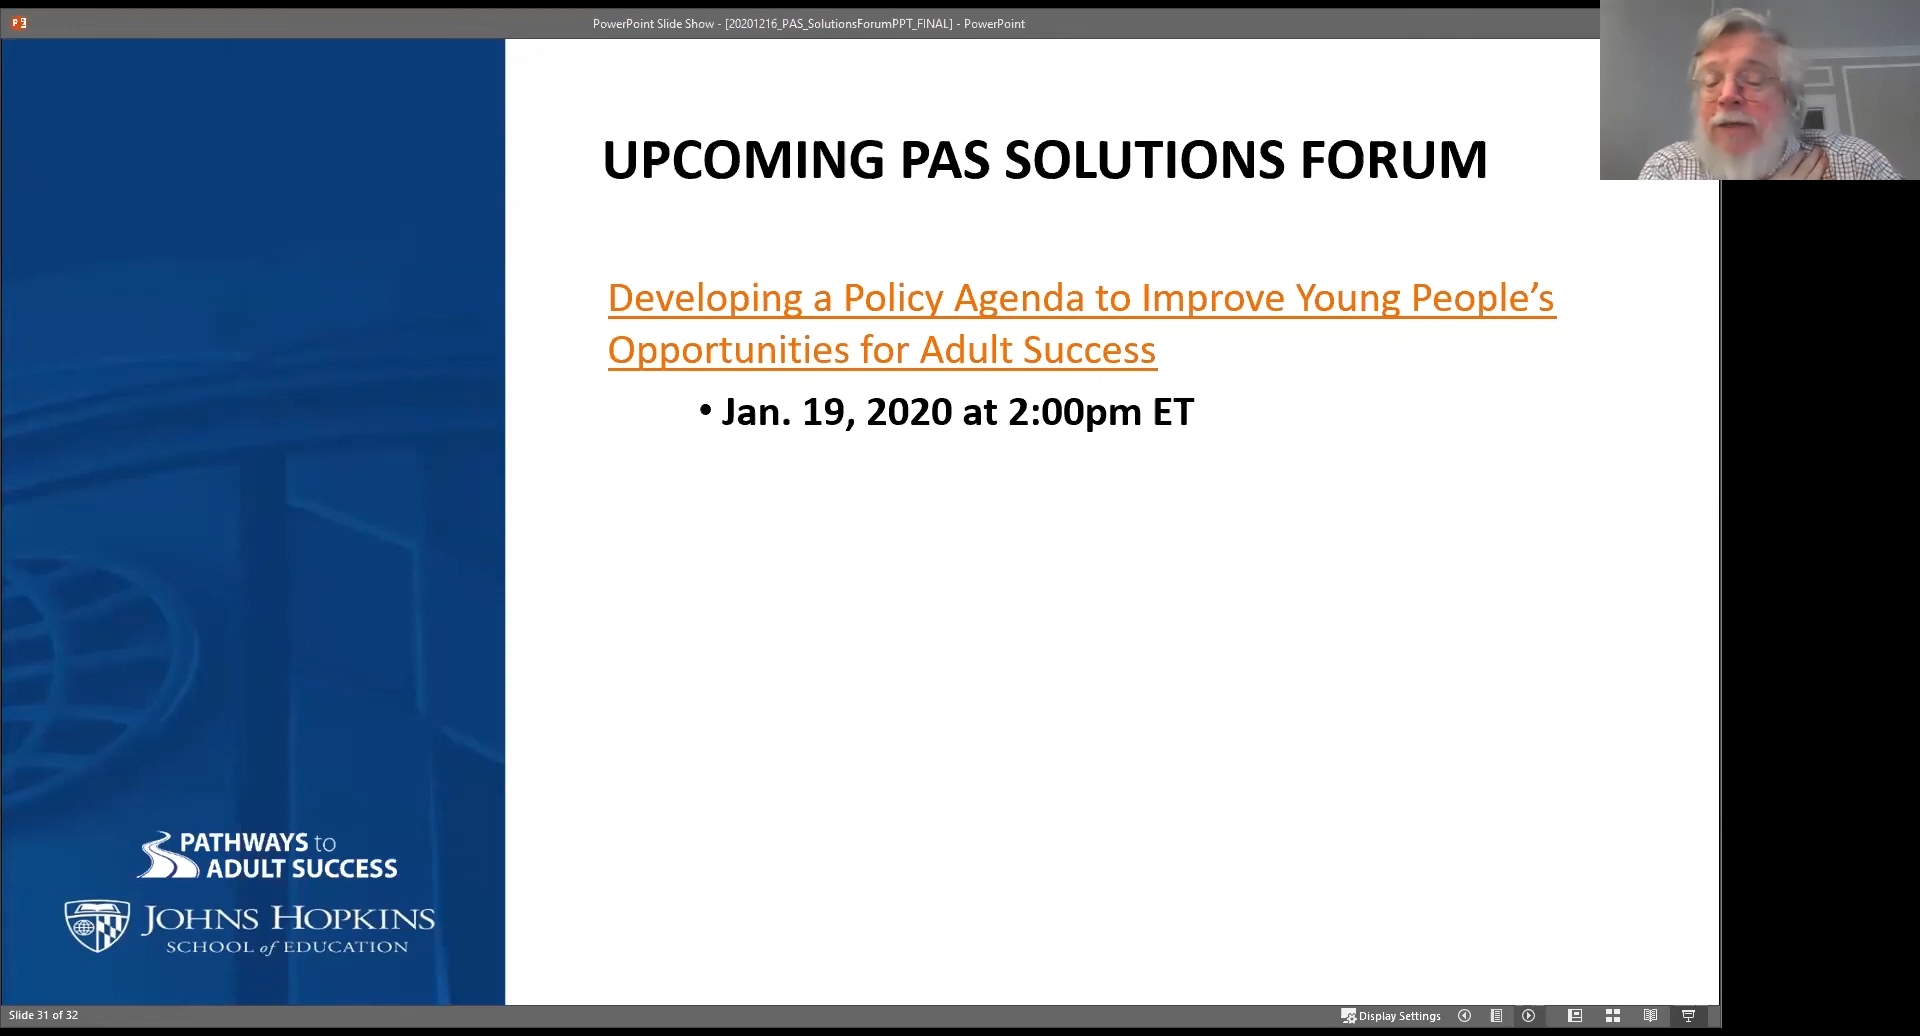 PowerPoint Slide Show - [20201216_PAS_SolutionsForumPPT_FINAL] - PowerPoint
UPCOMING PAS SOLUTIONS FORUM
Developing a Policy Agenda to Improve Young People’s
Opportunities for Adult Success
• Jan. 19, 2020 at 2:00pm ET
PATHWAYS to
ADULT SUCCESS
JOHNS HOPKINS
SCHOOL of EDUCATION
Slide 31 of 32
Display Settings